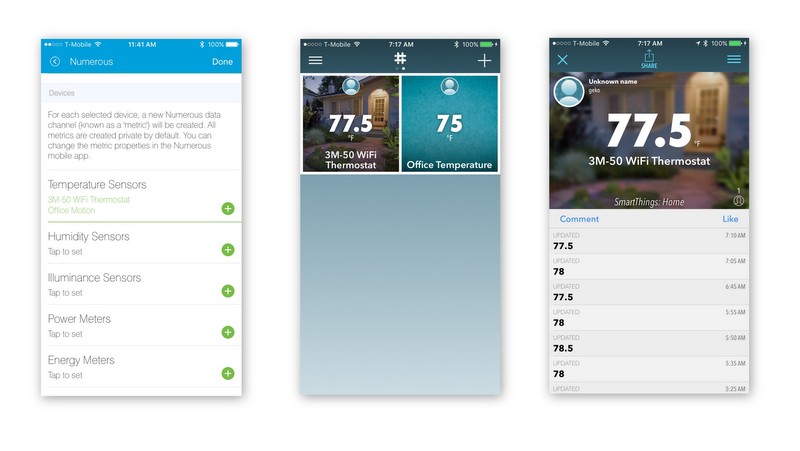 T-Mobile 11:41 AM 100%
Numerous Done
Devices
For each selected device, a new Numerous data
channel (known as a 'metric') will be created. All
metrics are created private by default. You can
change the metric properties in the Numerous
mobile app.
Temperature Sensors
3M-50 WiFi Thermostat
Office Motion
Humidity Sensors
Tap to set
Illuminance Sensors
Tap to set
Power Meters
Tap to set
Energy Meters
Tap to set
T-Mobile 7:17 AM 100%
#
77.5
°F
3M-50 WiFi
Thermostat
75
°F
Office Temperature
T-Mobile 7:17 AM 100%
SHARE
Unknown name
geko
77.5
°F
3M-50 WiFi Thermostat
SmartThings: Home
1
Comment Like
UPDATED 7:10 AM
77.5
UPDATED 7:05 AM
78
UPDATED 6:45 AM
77.5
UPDATED 5:55 AM
78
UPDATED 5:50 AM
78.5
UPDATED 5:35 AM
78
UPDATED 5:25 AM